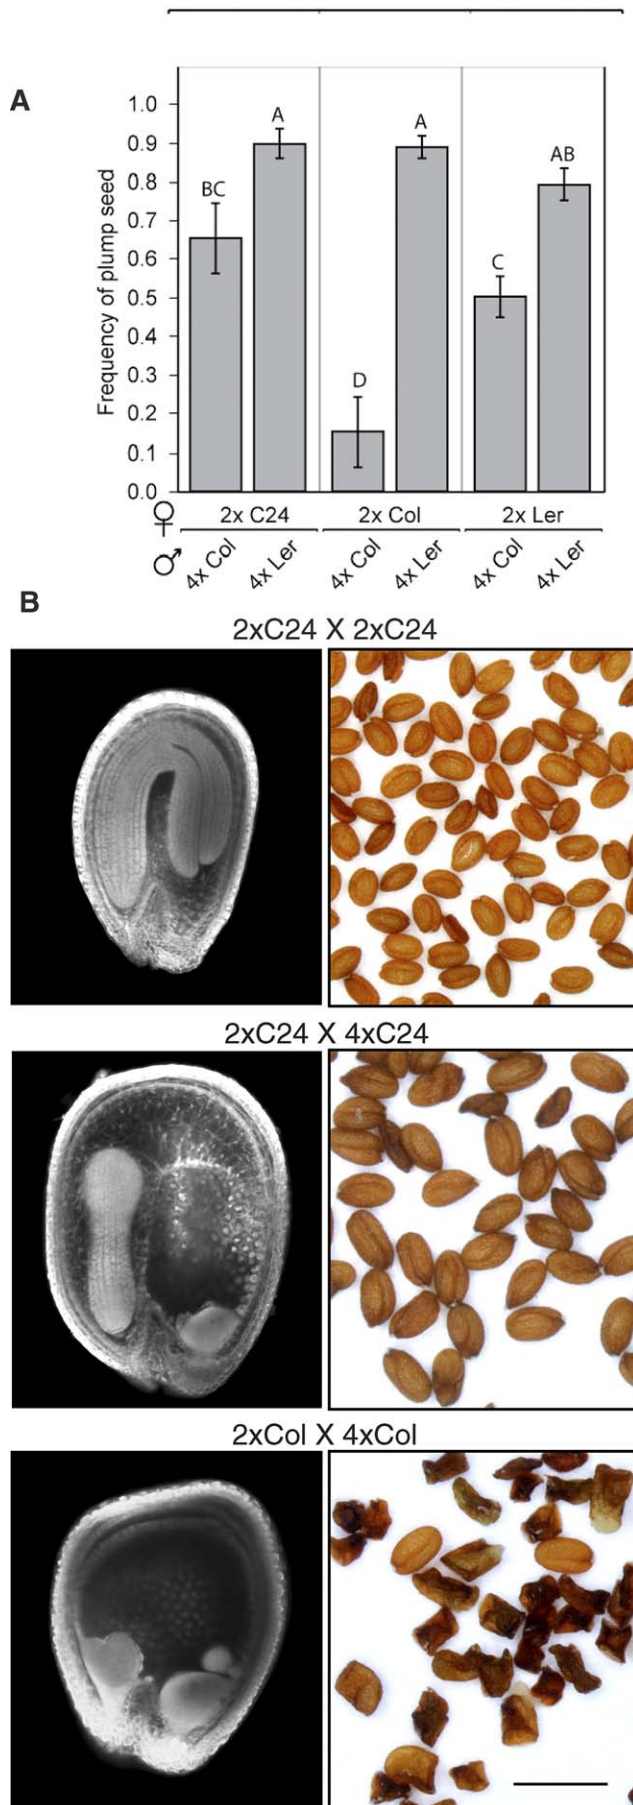 A
Frequency of plump seed
1.0
0.9
0.8
0.7
0.6
0.5
0.4
0.3
0.2
0.1
0.0
BC
A
D
A
C
AB
♀
2x C24
2x Col
2x Ler
♂
4x Col
4x Ler
4x Col
4x Ler
4x Col
4x Ler
B
2xC24 X 2xC24
2xC24 X 4xC24
2xCol X 4xCol